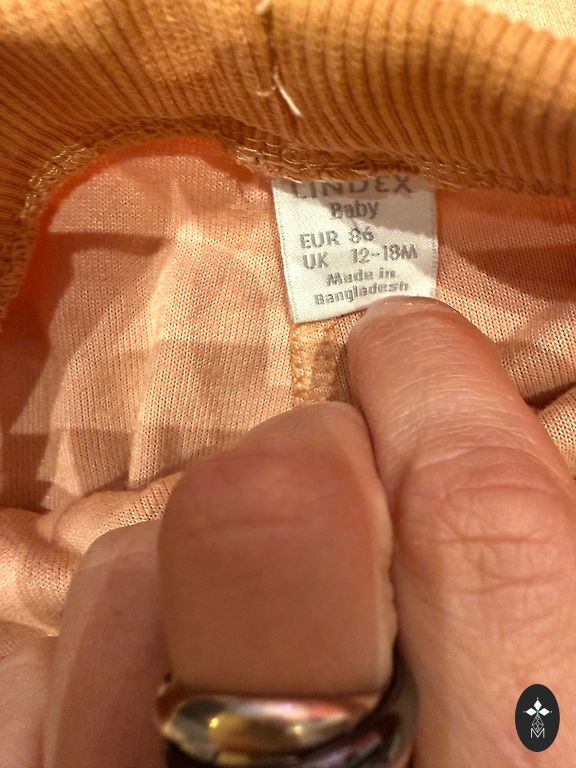 LINDEX
Baby
EUR 86
UK 12-18M
Made in
Bangladesh
M